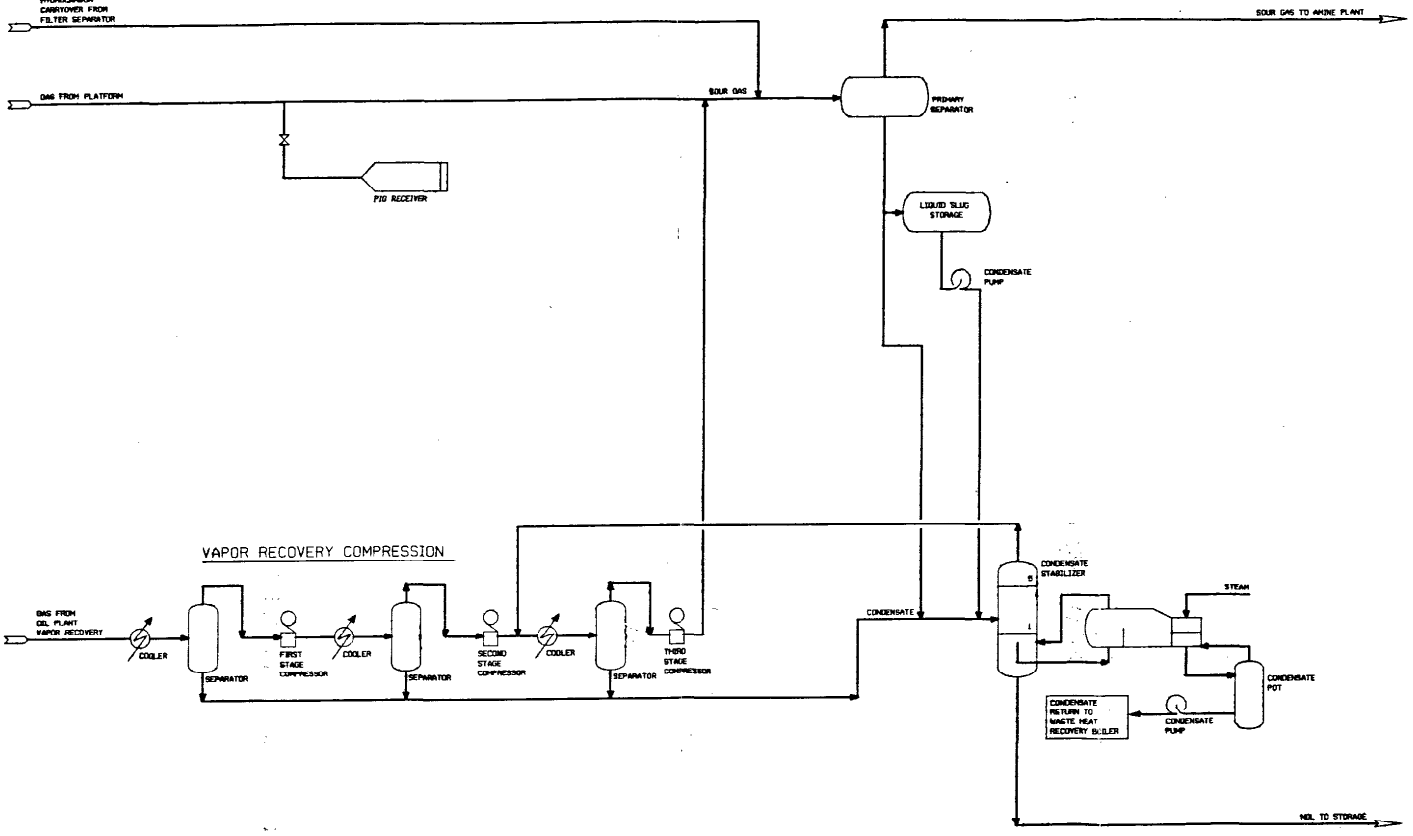 CARRYOVER FROM
FILTER SEPARATOR
SOUR GAS TO AMINE PLANT
GAS FROM PLATFORM
SOUR GAS
PRIMARY
SEPARATOR
PIG RECEIVER
LIQUID SLUG
STORAGE
CONDENSATE
PUMP
VAPOR RECOVERY COMPRESSION
CONDENSATE
STABILIZER
5
1
STEAM
GAS FROM
OIL PLANT
VAPOR RECOVERY
COOLER
SEPARATOR
FIRST
STAGE
COMPRESSOR
COOLER
SEPARATOR
SECOND
STAGE
COMPRESSOR
COOLER
SEPARATOR
THIRD
STAGE
COMPRESSOR
CONDENSATE
CONDENSATE
POT
CONDENSATE
RETURN TO
WASTE HEAT
RECOVERY BOILER
CONDENSATE
PUMP
NGL TO STORAGE